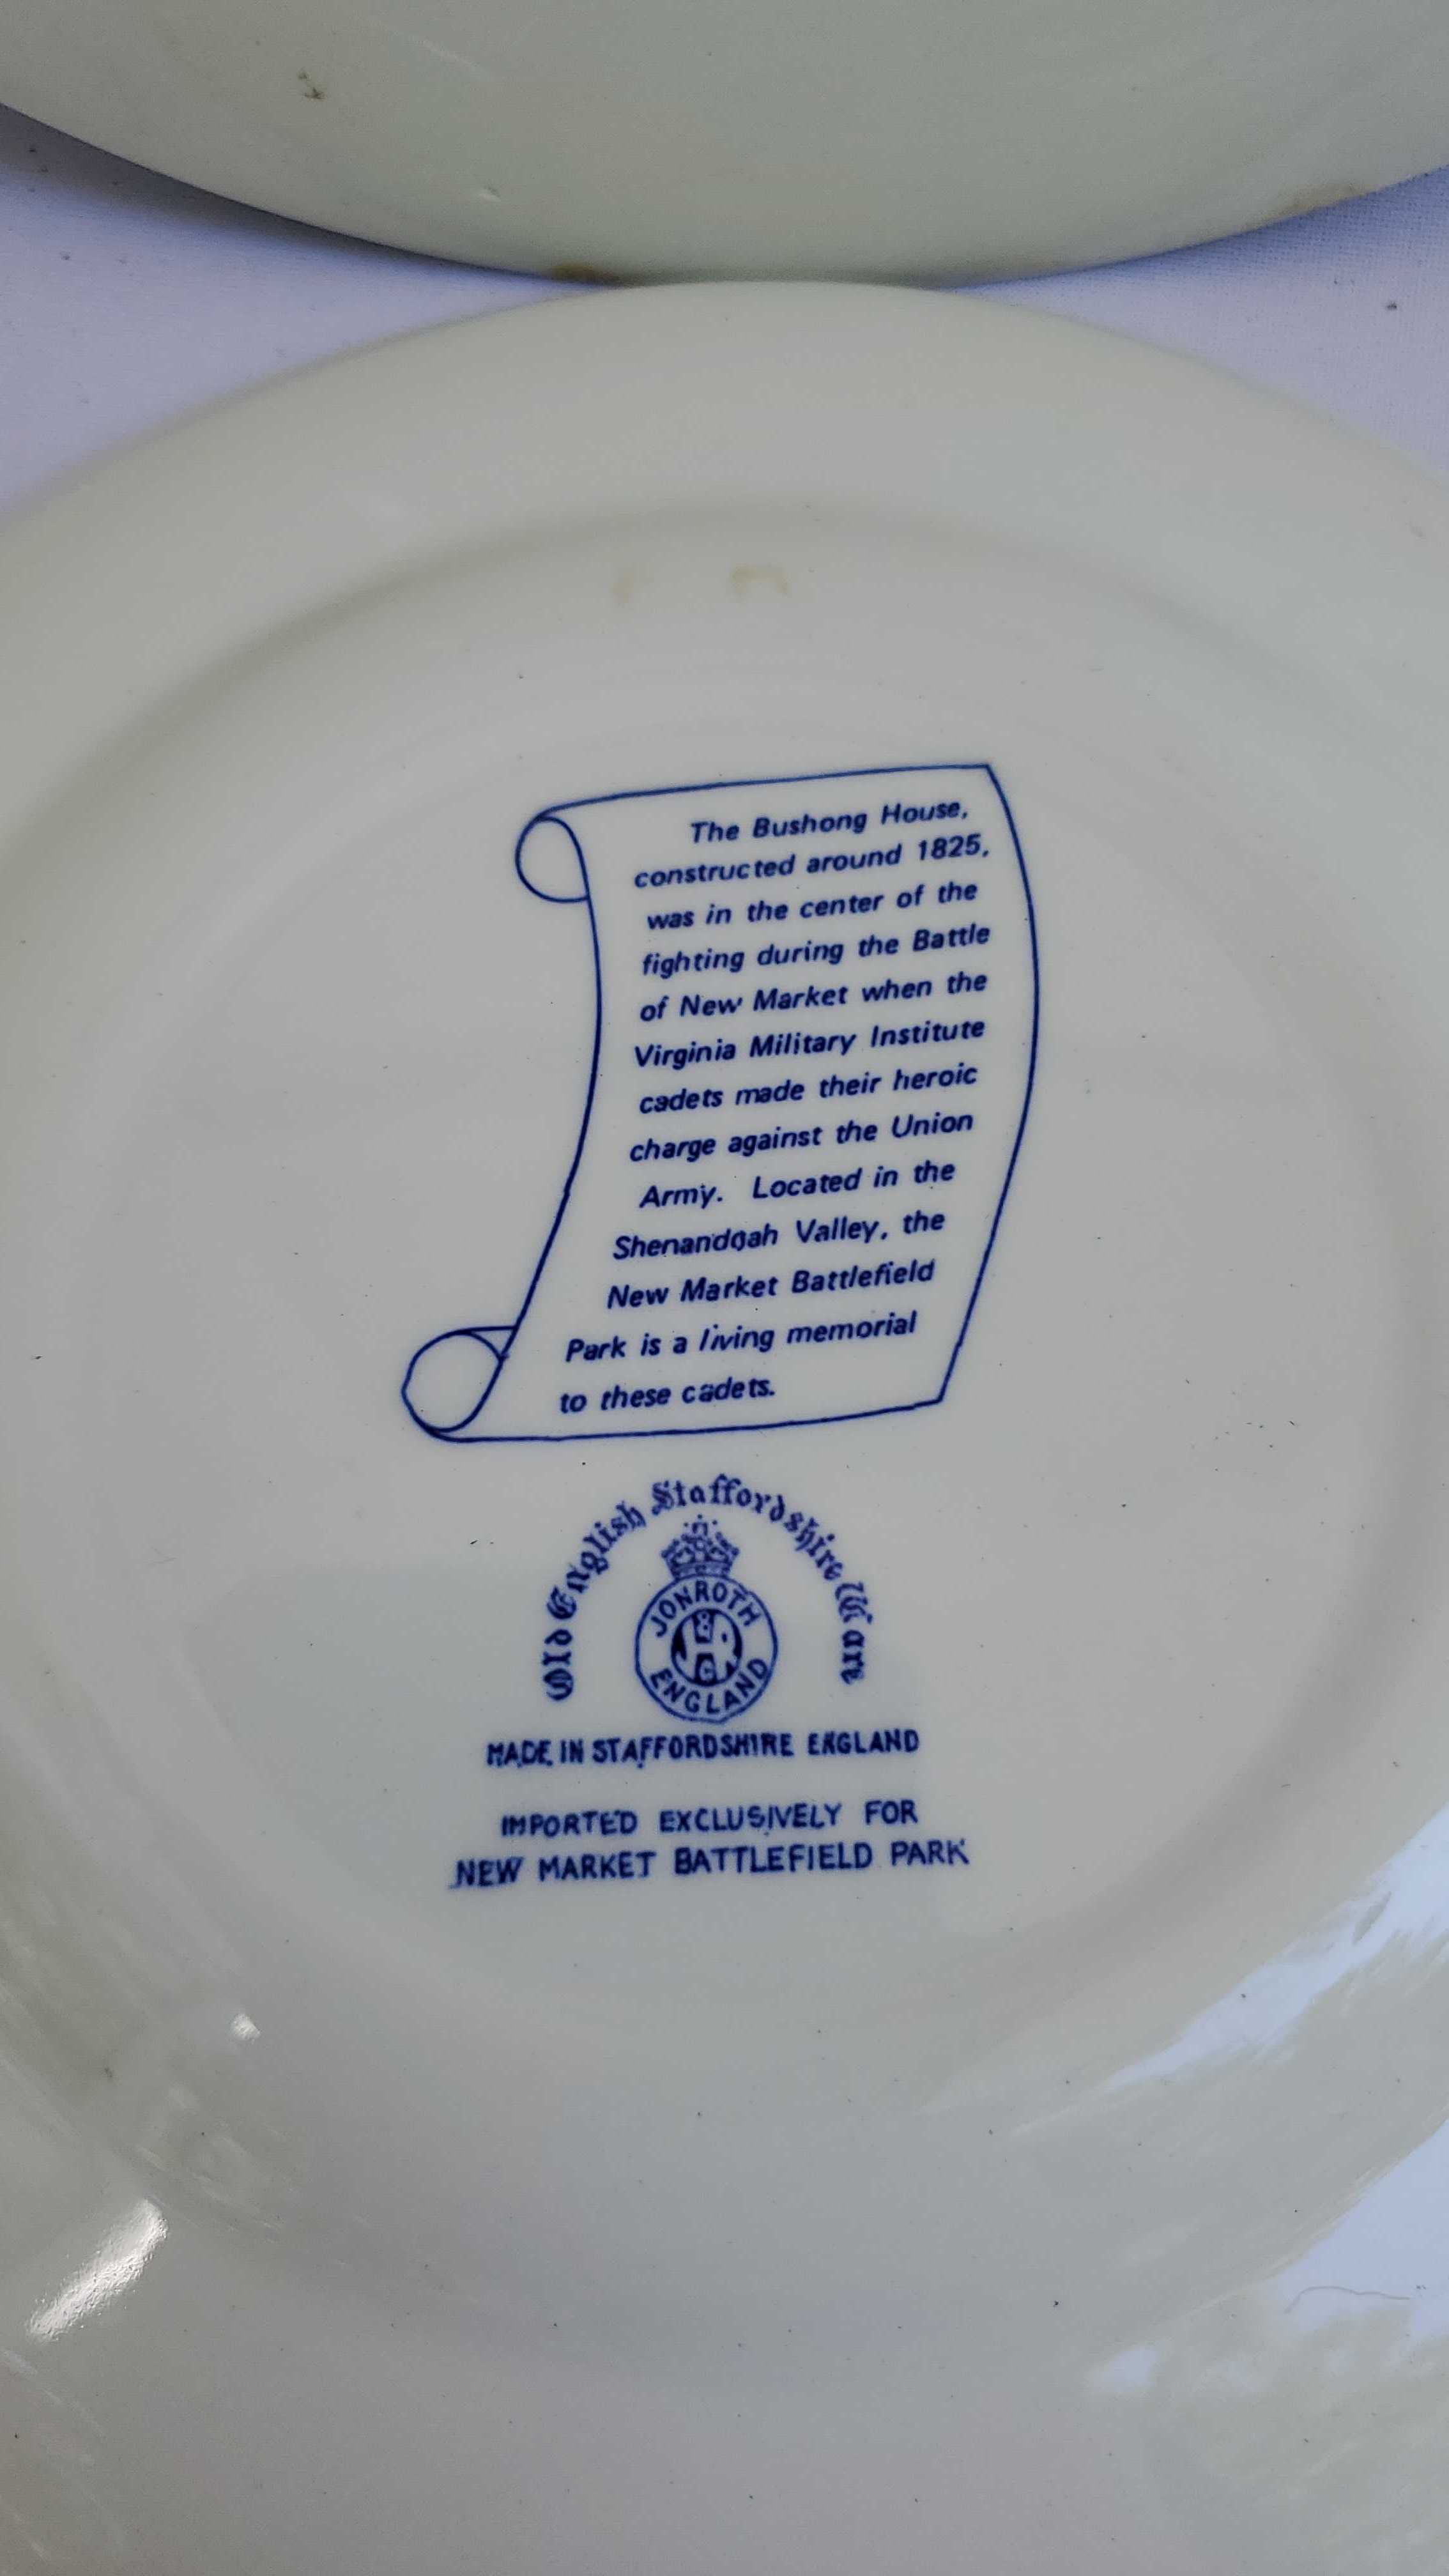 The Bushong House,
constructed around 1825,
was in the center of the
fighting during the Battle
of New Market when the
Virginia Military Institute
cadets made their heroic
charge against the Union
Army. Located in the
Shenandoah Valley, the
New Market Battlefield
Park is a living memorial
to these cadets.
Old English Staffordshire Ware
JONROTH
ENGLAND
MADE IN STAFFORDSHIRE ENGLAND
IMPORTED EXCLUSIVELY FOR
NEW MARKET BATTLEFIELD PARK